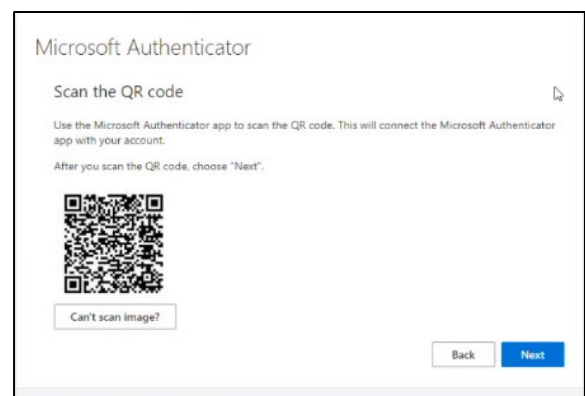 Microsoft Authenticator
Scan the QR code
Use the Microsoft Authenticator app to scan the QR code. This will connect the Microsoft Authenticator
app with your account.
After you scan the QR code, choose "Next".
Can't scan image?
Back
Next